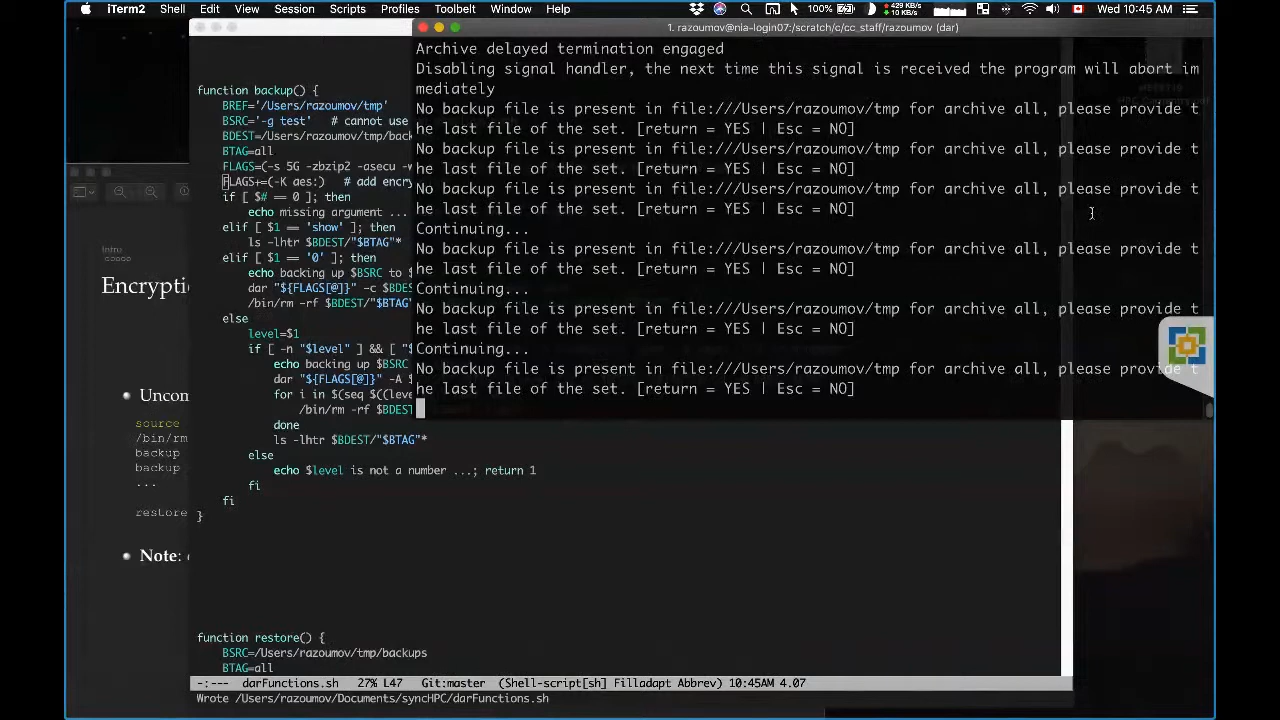 iTerm2 Shell Edit View Session Scripts Profiles Toolbelt Window Help 100% 429 KB/s 10 KB/s Wed 10:45 AM
1. razoumov@nia-login07:/scratch/c/cc_staff/razoumov (dar)
Archive delayed termination engaged
Disabling signal handler, the next time this signal is received the program will abort im
mediately
No backup file is present in file:///Users/razoumov/tmp for archive all, please provide t
he last file of the set. [return = YES | Esc = NO]
No backup file is present in file:///Users/razoumov/tmp for archive all, please provide t
he last file of the set. [return = YES | Esc = NO]
No backup file is present in file:///Users/razoumov/tmp for archive all, please provide t
he last file of the set. [return = YES | Esc = NO]
Continuing...
No backup file is present in file:///Users/razoumov/tmp for archive all, please provide t
he last file of the set. [return = YES | Esc = NO]
Continuing...
No backup file is present in file:///Users/razoumov/tmp for archive all, please provide t
he last file of the set. [return = YES | Esc = NO]
Continuing...
No backup file is present in file:///Users/razoumov/tmp for archive all, please provide t
he last file of the set. [return = YES | Esc = NO]
function backup() {
BREF='/Users/razoumov/tmp'
BSRC='-g test' # cannot use
BDEST=/Users/razoumov/tmp/back
BTAG=all
FLAGS=(-s 5G -zbzip2 -asecu -w
FLAGS+=(-K aes:) # add encry
if [ $# == 0 ]; then
echo missing argument ...
elif [ $1 == 'show' ]; then
ls -lhtr $BDEST/"$BTAG"*
elif [ $1 == '0' ]; then
echo backing up $BSRC to $
dar "${FLAGS[@]}" -c $BDES
/bin/rm -rf $BDEST/"$BTAG"
else
level=$1
if [ -n "$level" ] && [ "$
echo backing up $BSRC
dar "${FLAGS[@]}" -A $
for i in $(seq $((leve
/bin/rm -rf $BDEST
done
ls -lhtr $BDEST/"$BTAG"*
else
echo $level is not a number ...; return 1
fi
fi
}
function restore() {
BSRC=/Users/razoumov/tmp/backups
BTAG=all
-:--- darFunctions.sh 27% L47 Git:master (Shell-script[sh] Filladapt Abbrev) 10:45AM 4.07
Wrote /Users/razoumov/Documents/syncHPC/darFunctions.sh
Intro
Encryptio
Uncom
source
/bin/rm
backup
backup
...
restore
Note: